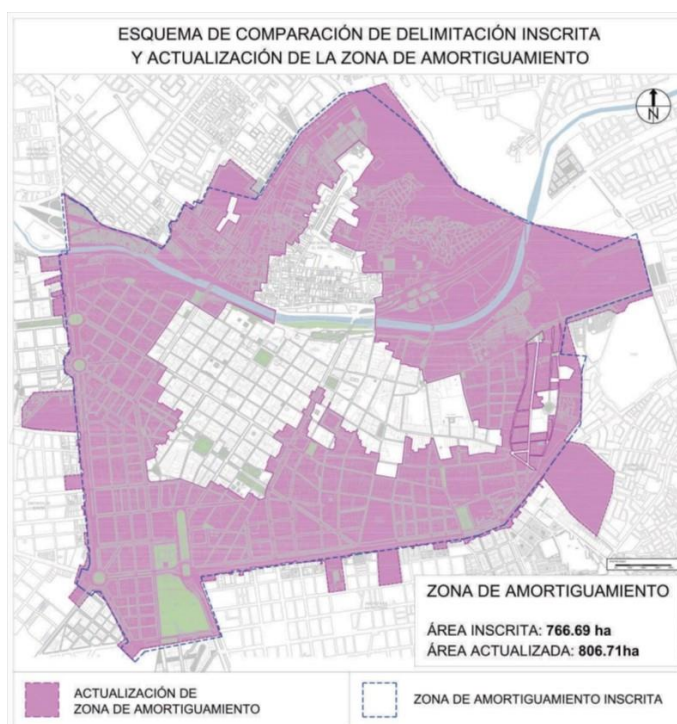 ESQUEMA DE COMPARACIÓN DE DELIMITACIÓN INSCRITA
Y ACTUALIZACIÓN DE LA ZONA DE AMORTIGUAMIENTO
N
ZONA DE AMORTIGUAMIENTO
ÁREA INSCRITA: 766.69 ha
ÁREA ACTUALIZADA: 806.71ha
ACTUALIZACIÓN DE
ZONA DE AMORTIGUAMIENTO
ZONA DE AMORTIGUAMIENTO INSCRITA